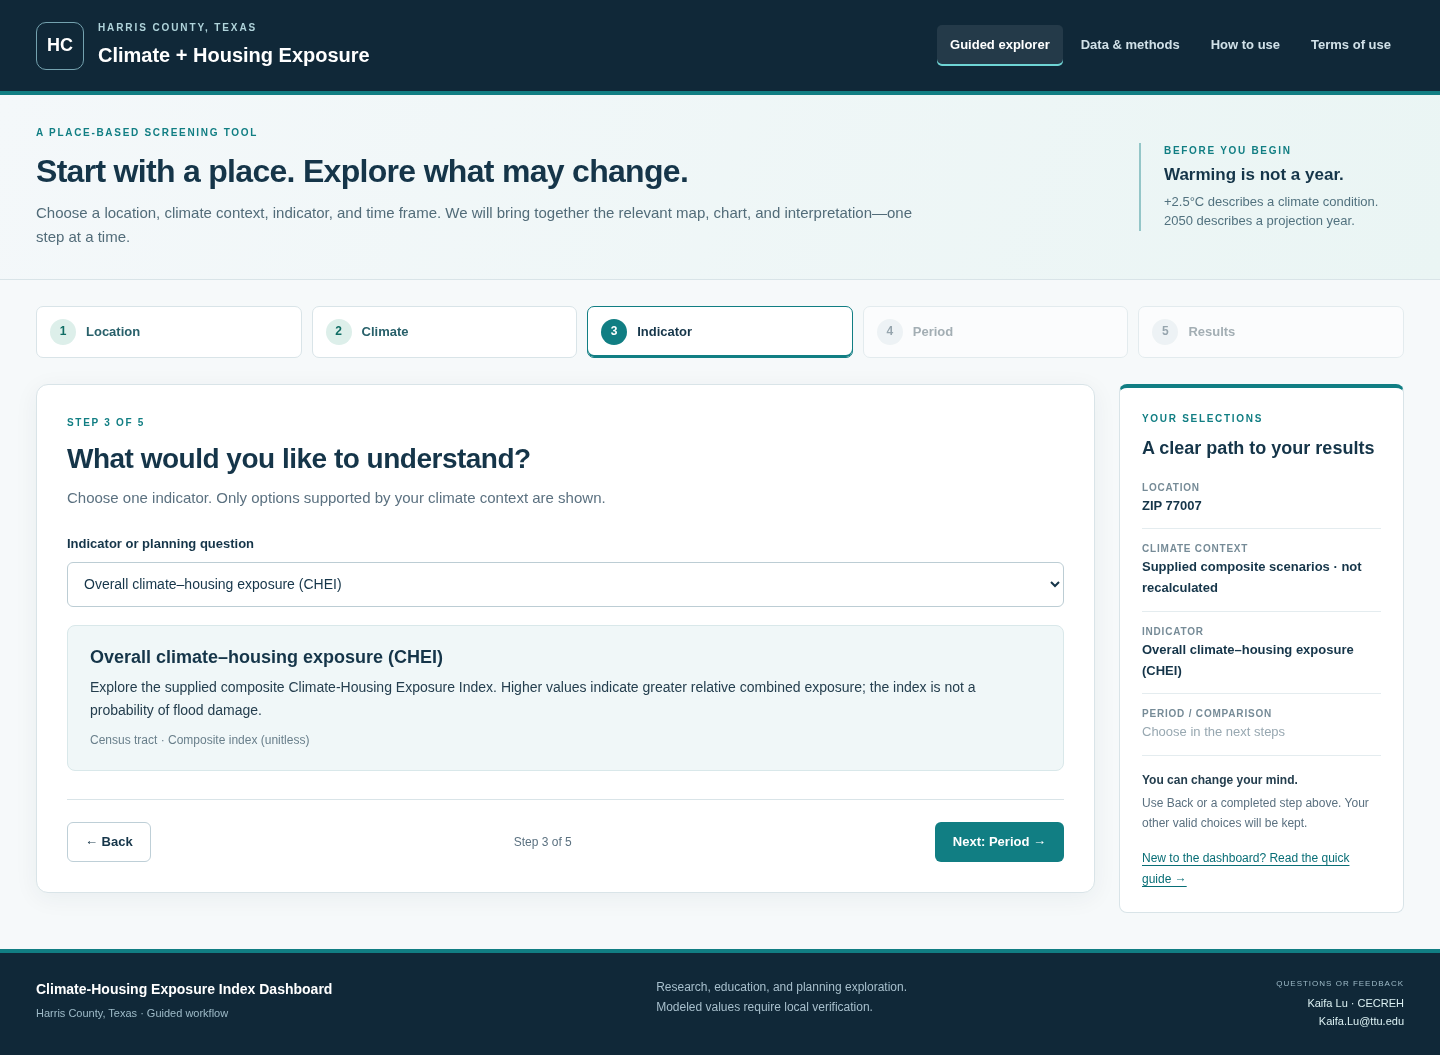 HC
HARRIS COUNTY, TEXAS
Climate + Housing Exposure
Guided explorer
Data & methods
How to use
Terms of use
A PLACE-BASED SCREENING TOOL
Start with a place. Explore what may change.
Choose a location, climate context, indicator, and time frame. We will bring together the relevant map, chart, and interpretation—one
step at a time.
BEFORE YOU BEGIN
Warming is not a year.
+2.5°C describes a climate condition.
2050 describes a projection year.
1 Location
2 Climate
3 Indicator
4 Period
5 Results
STEP 3 OF 5
What would you like to understand?
Choose one indicator. Only options supported by your climate context are shown.
Indicator or planning question
Overall climate–housing exposure (CHEI)
Overall climate–housing exposure (CHEI)
Explore the supplied composite Climate-Housing Exposure Index. Higher values indicate greater relative combined exposure; the index is not a
probability of flood damage.
Census tract · Composite index (unitless)
← Back
Step 3 of 5
Next: Period →
YOUR SELECTIONS
A clear path to your results
LOCATION
ZIP 77007
CLIMATE CONTEXT
Supplied composite scenarios · not
recalculated
INDICATOR
Overall climate–housing exposure
(CHEI)
PERIOD / COMPARISON
Choose in the next steps
You can change your mind.
Use Back or a completed step above. Your
other valid choices will be kept.
New to the dashboard? Read the quick
guide →
Climate-Housing Exposure Index Dashboard
Harris County, Texas · Guided workflow
Research, education, and planning exploration.
Modeled values require local verification.
QUESTIONS OR FEEDBACK
Kaifa Lu · CECREH
Kaifa.Lu@ttu.edu